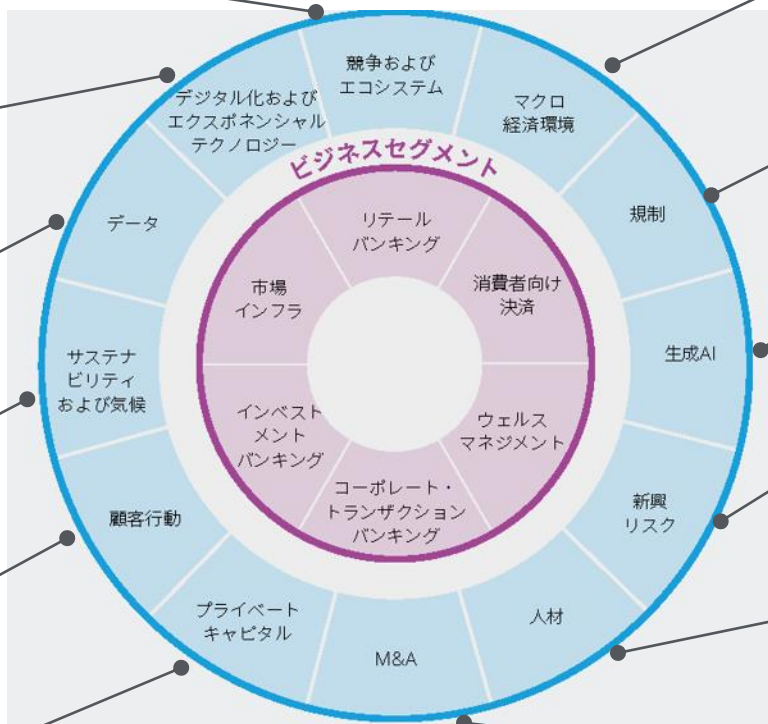 競争および
エコシステム
マクロ
経済環境
規制
生成AI
新興
リスク
人材
M&A
プライベート
キャピタル
顧客行動
サステナ
ビリティ
および気候
データ
デジタル化および
エクスポネンシャル
テクノロジー
ビジネスセグメント
リテール
バンキング
消費者向け
決済
ウェルス
マネジメント
コーポレート・
トランザクション
バンキング
インベスト
メント
バンキング
市場
インフラ